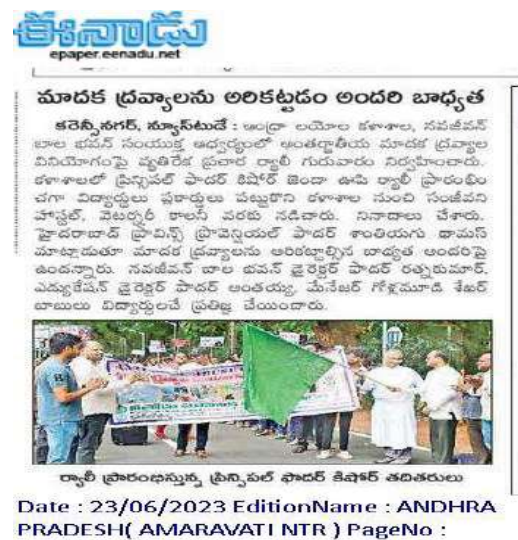 ఈనాడు
epaper.eenadu.net
మాదక ద్రవ్యాలను అరికట్టడం అందరి బాధ్యత
కరెన్సీనగర్, న్యూస్‌టుడే : ఆంధ్రా లయోల కళాశాల, నవజీవన్
బాల భవన్ సంయుక్త ఆధ్వర్యంలో అంతర్జాతీయ మాదక ద్రవ్యాల
వినియోగంపై వ్యతిరేక ప్రచార ర్యాలీ గురువారం నిర్వహించారు.
కళాశాలలో ప్రిన్సిపల్ ఫాదర్ కిషోర్ జెండా ఊపి ర్యాలీ ప్రారంభిం
చగా విద్యార్థులు ప్లకార్డులు పట్టుకొని కళాశాల నుంచి సంజీవని
హాస్టల్, వెటర్నరీ కాలనీ వరకు నడిచారు. నినాదాలు చేశారు.
హైదరాబాద్ ప్రావిన్స్ ప్రొవెన్షియల్ ఫాదర్ శాంతియగు థామస్
మాట్లాడుతూ మాదక ద్రవ్యాలను అరికట్టాల్సిన బాధ్యత అందరిపై
ఉందన్నారు. నవజీవన్ బాల భవన్ డైరెక్టర్ ఫాదర్ రత్నకుమార్,
ఎడ్యుకేషన్ డైరెక్టర్ ఫాదర్ అంతయ్య, మేనేజర్ గోళ్లమూడి శేఖర్
బాబులు విద్యార్థులచే ప్రతిజ్ఞ చేయించారు.
ర్యాలీ ప్రారంభిస్తున్న ప్రిన్సిపల్ ఫాదర్ కిషోర్ తదితరులు
Date : 23/06/2023 EditionName : ANDHRA
PRADESH( AMARAVATI NTR ) PageNo :